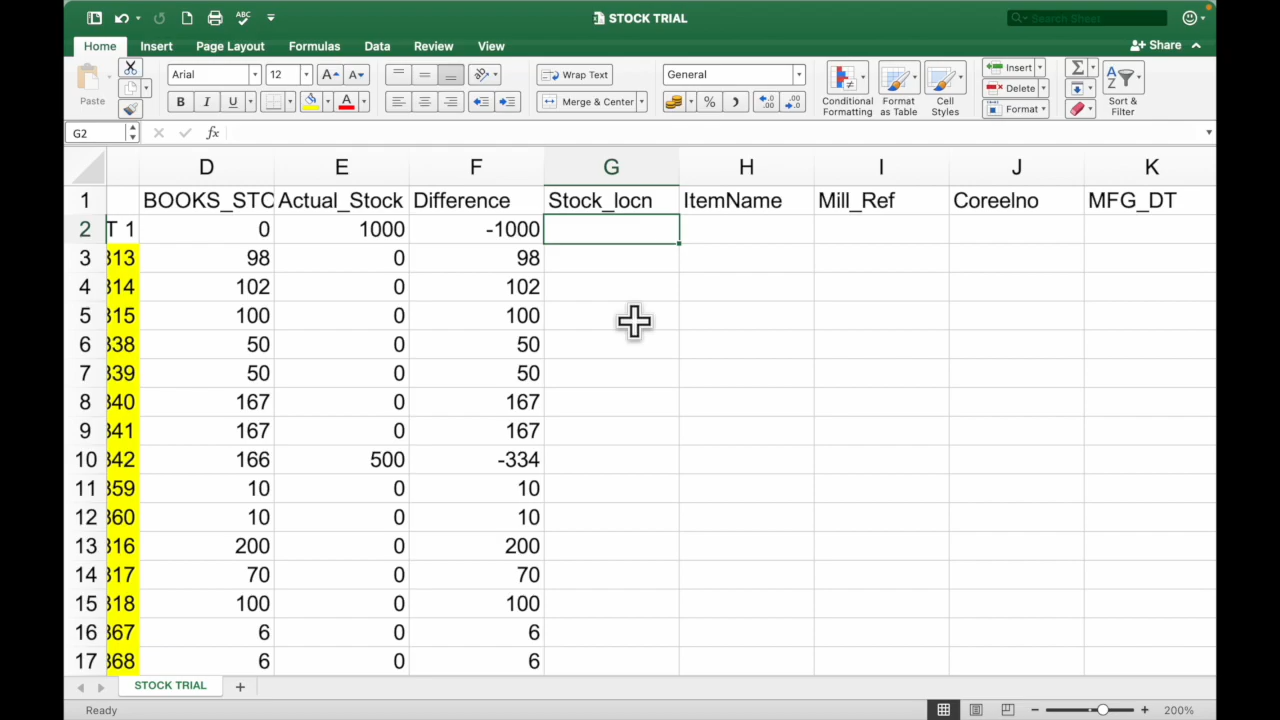 STOCK TRIAL
Search Sheet
Home Insert Page Layout Formulas Data Review View
Share
Paste
Arial 12 A A
B I U A
Wrap Text
Merge & Center
General
%
Conditional Formatting
Format as Table
Cell Styles
Insert
Delete
Format
Sort & Filter
ABC
G2 fx
D E F G H I J K
1 BOOKS_STC Actual_Stock Difference Stock_locn ItemName Mill_Ref Coreelno MFG_DT
2 T 1 0 1000 -1000
3 313 98 0 98
4 314 102 0 102
5 315 100 0 100
6 338 50 0 50
7 339 50 0 50
8 340 167 0 167
9 341 167 0 167
10 342 166 500 -334
11 359 10 0 10
12 360 10 0 10
13 316 200 0 200
14 317 70 0 70
15 318 100 0 100
16 367 6 0 6
17 368 6 0 6
STOCK TRIAL
Ready
200%